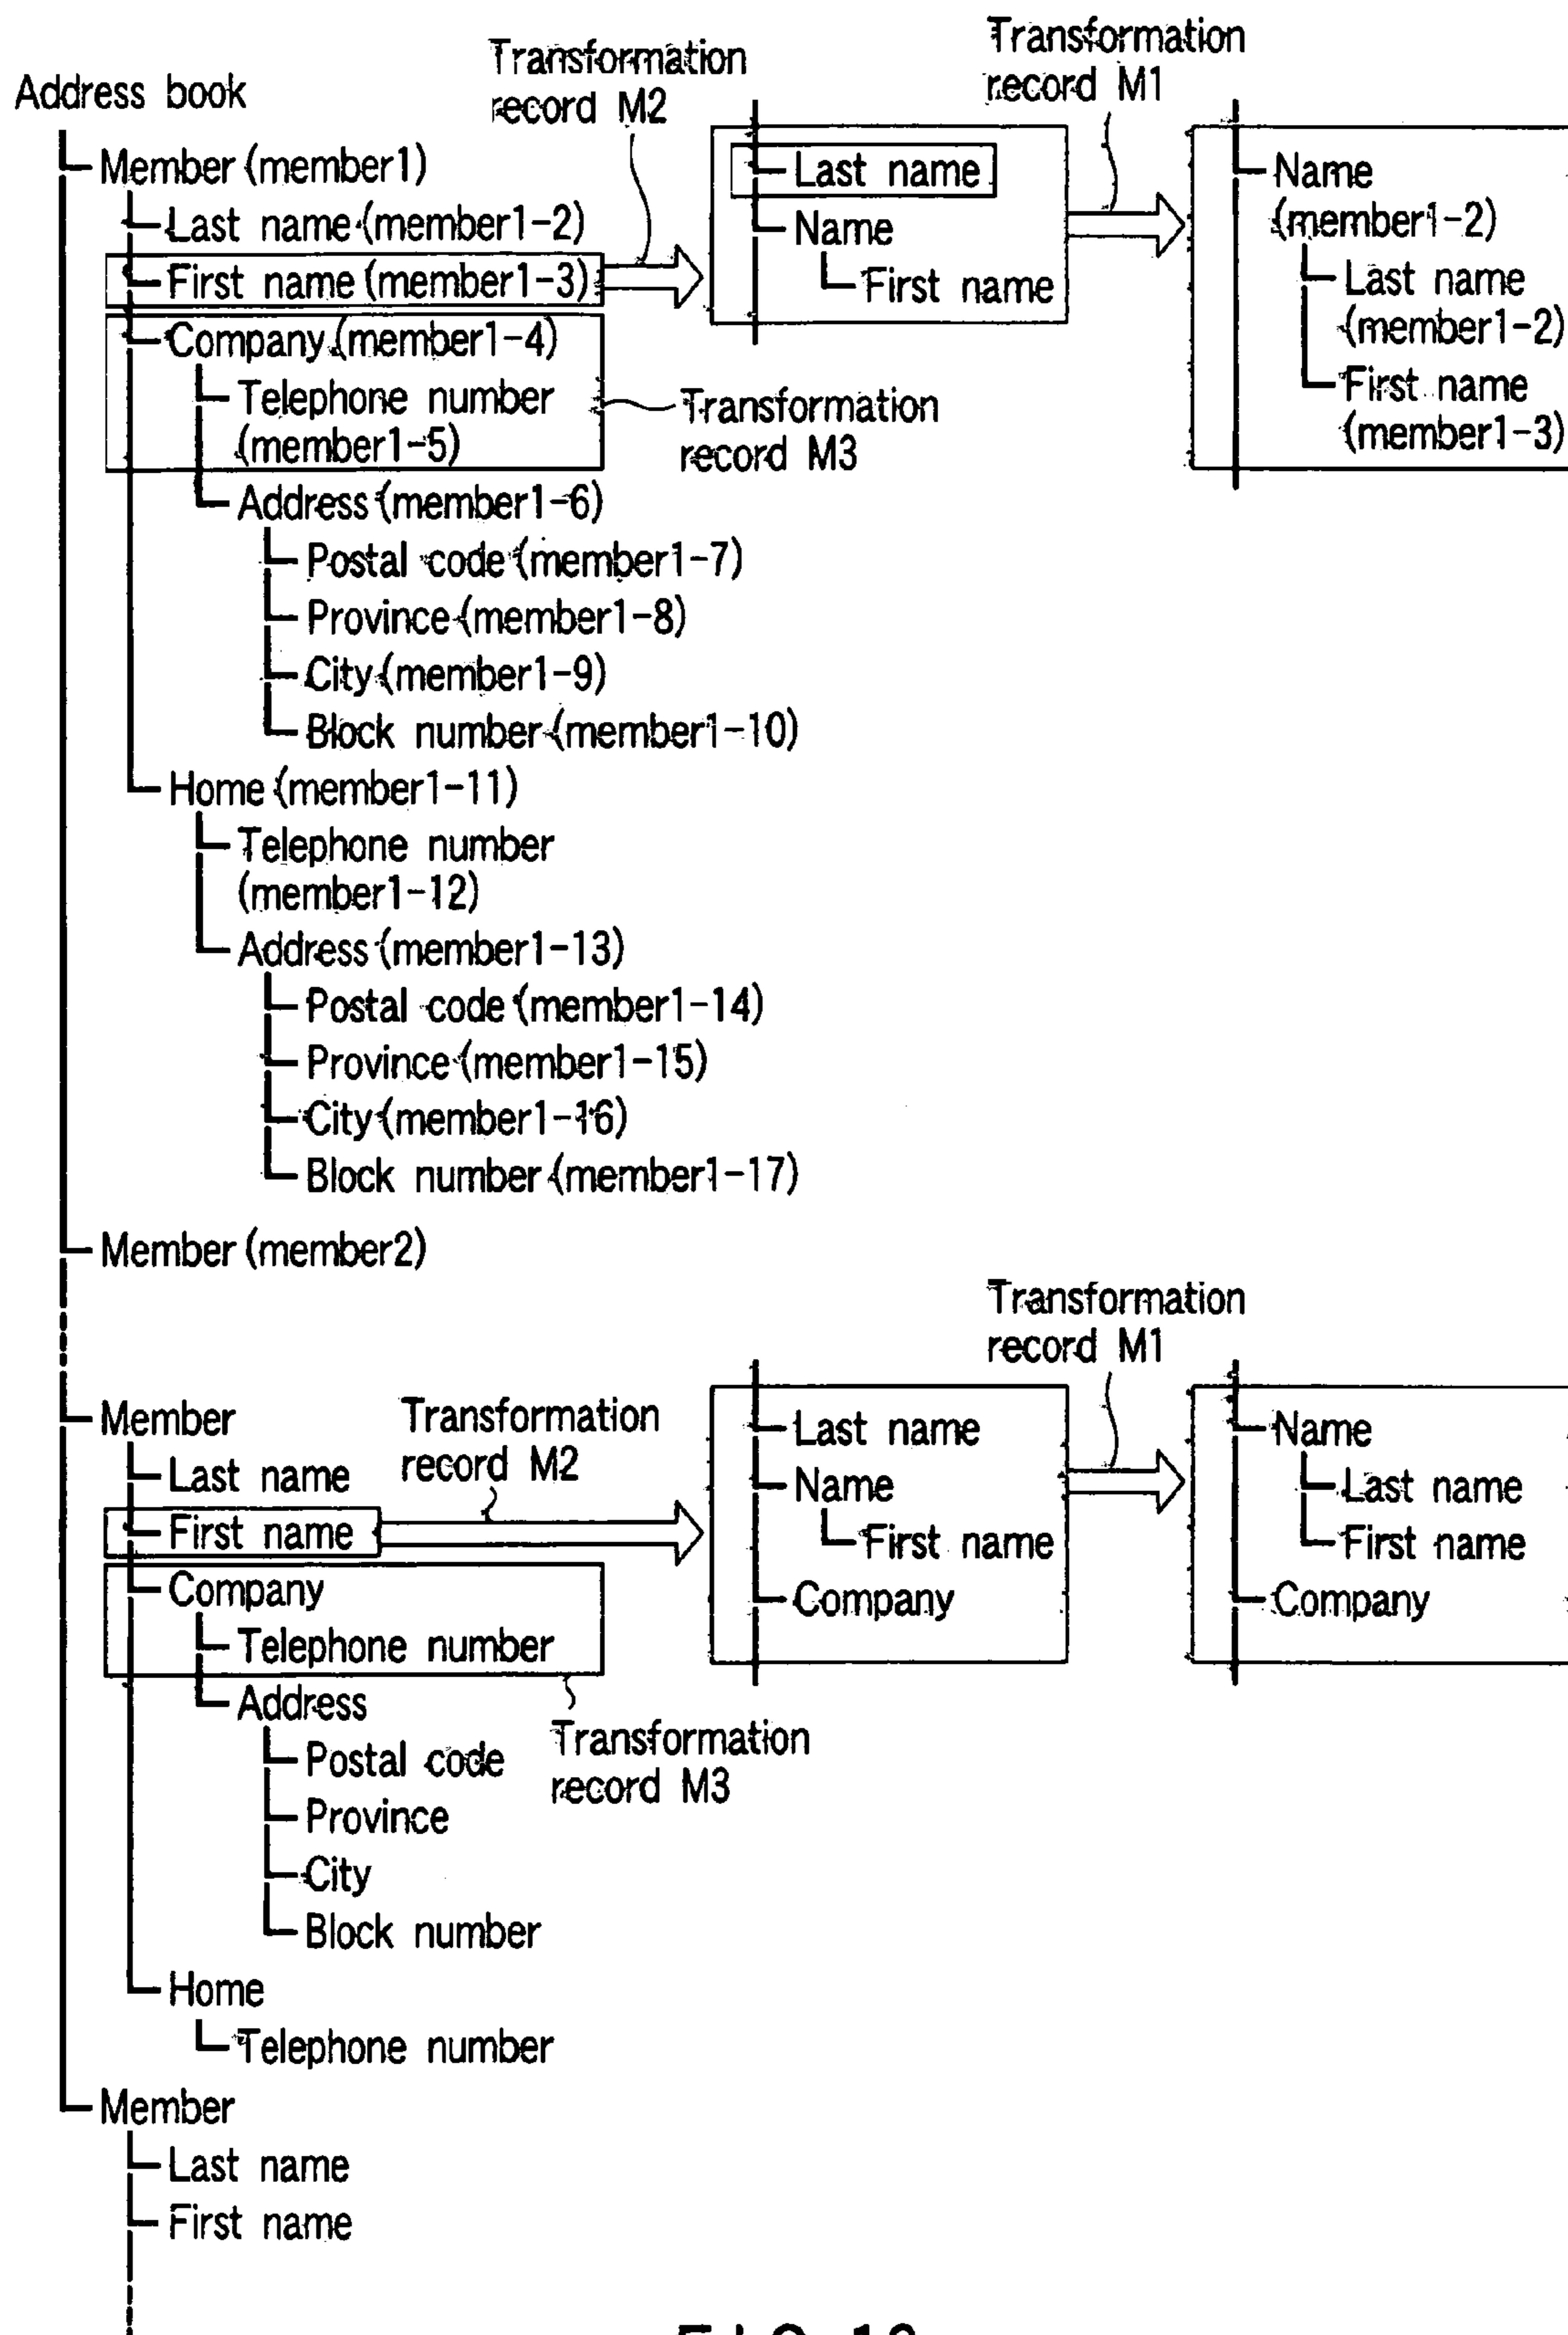 Address book
Transformation
record M2
Transformation
record M1
Member (member1)
Last name (member1-2)
First name (member1-3)
Company (member1-4)
Telephone number
(member1-5)
Address (member1-6)
Postal code (member1-7)
Province (member1-8)
City (member1-9)
Block number (member1-10)
Home (member1-11)
Telephone number
(member1-12)
Address (member1-13)
Postal code (member1-14)
Province (member1-15)
City (member1-16)
Block number (member1-17)
Last name
Name
First name
Name
(member1-2)
Last name
(member1-2)
First name
(member1-3)
Transformation
record M3
Member (member2)
Member
Last name
First name
Company
Telephone number
Address
Postal code
Province
City
Block number
Home
Telephone number
Transformation
record M2
Transformation
record M1
Last name
Name
First name
Company
Name
Last name
First name
Company
Transformation
record M3
Member
Last name
First name